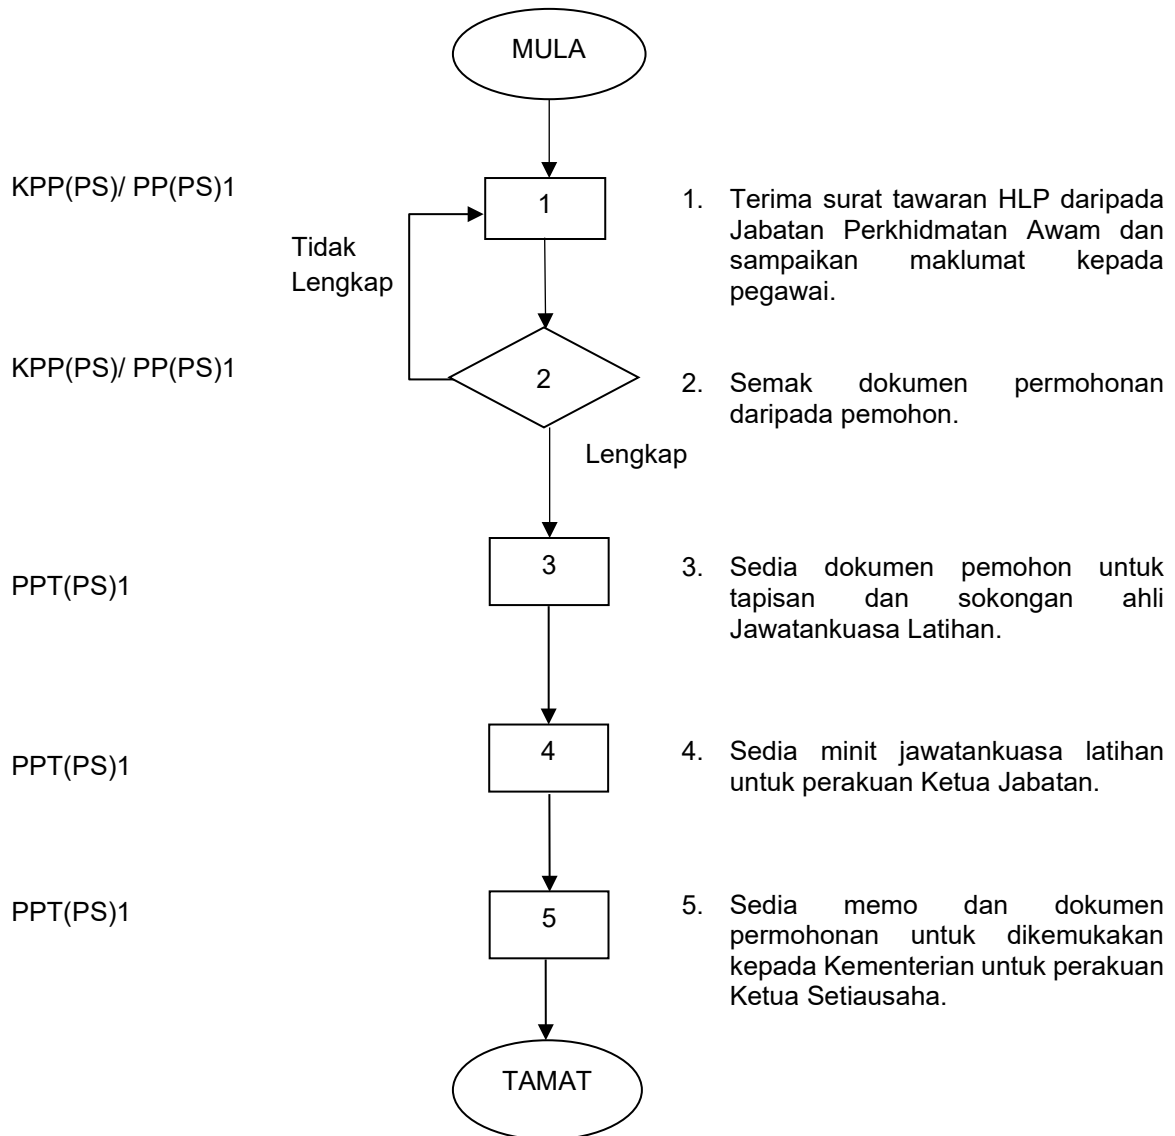 MULA
KPP(PS)/ PP(PS)1
1
1. Terima surat tawaran HLP daripada
Jabatan Perkhidmatan Awam dan
sampaikan maklumat kepada
pegawai.
Tidak
Lengkap
KPP(PS)/ PP(PS)1
2
2. Semak dokumen permohonan
daripada pemohon.
Lengkap
PPT(PS)1
3
3. Sedia dokumen pemohon untuk
tapisan dan sokongan ahli
Jawatankuasa Latihan.
PPT(PS)1
4
4. Sedia minit jawatankuasa latihan
untuk perakuan Ketua Jabatan.
PPT(PS)1
5
5. Sedia memo dan dokumen
permohonan untuk dikemukakan
kepada Kementerian untuk perakuan
Ketua Setiausaha.
TAMAT